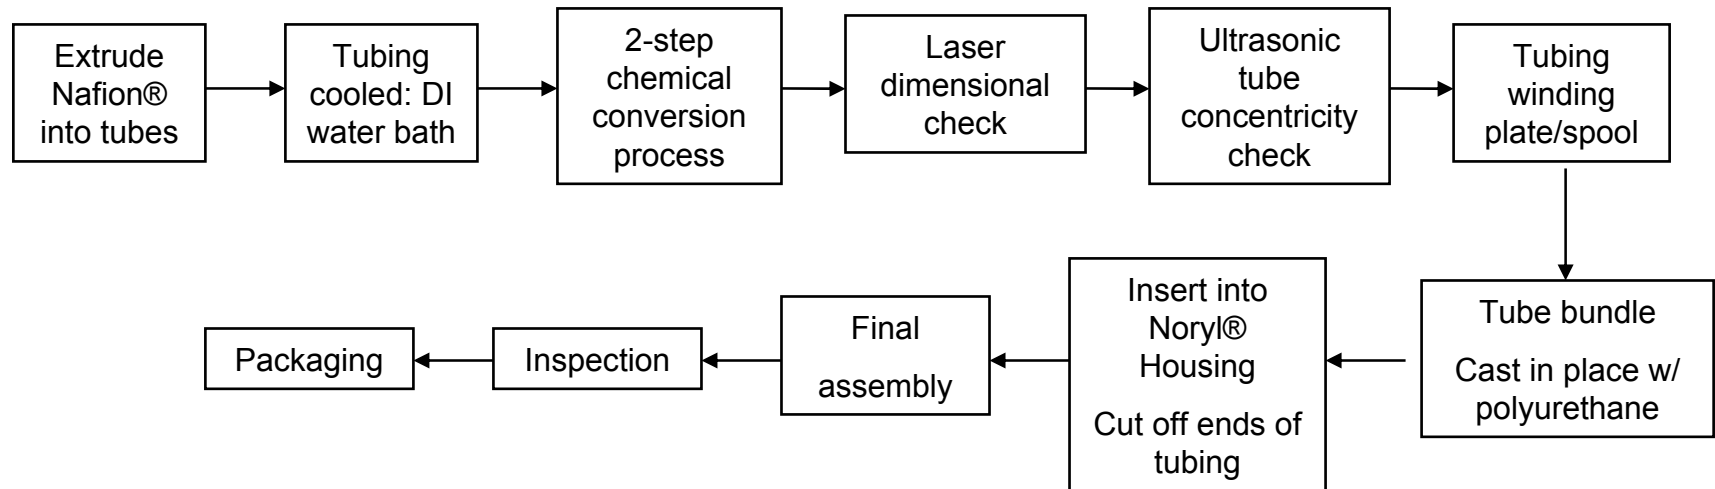 Extrude
Nafion®
into tubes
Tubing
cooled: DI
water bath
2-step
chemical
conversion
process
Laser
dimensional
check
Ultrasonic
tube
concentricity
check
Tubing
winding
plate/spool
Tube bundle
Cast in place w/
polyurethane
Insert into
Noryl®
Housing
Cut off ends of
tubing
Final
assembly
Inspection
Packaging